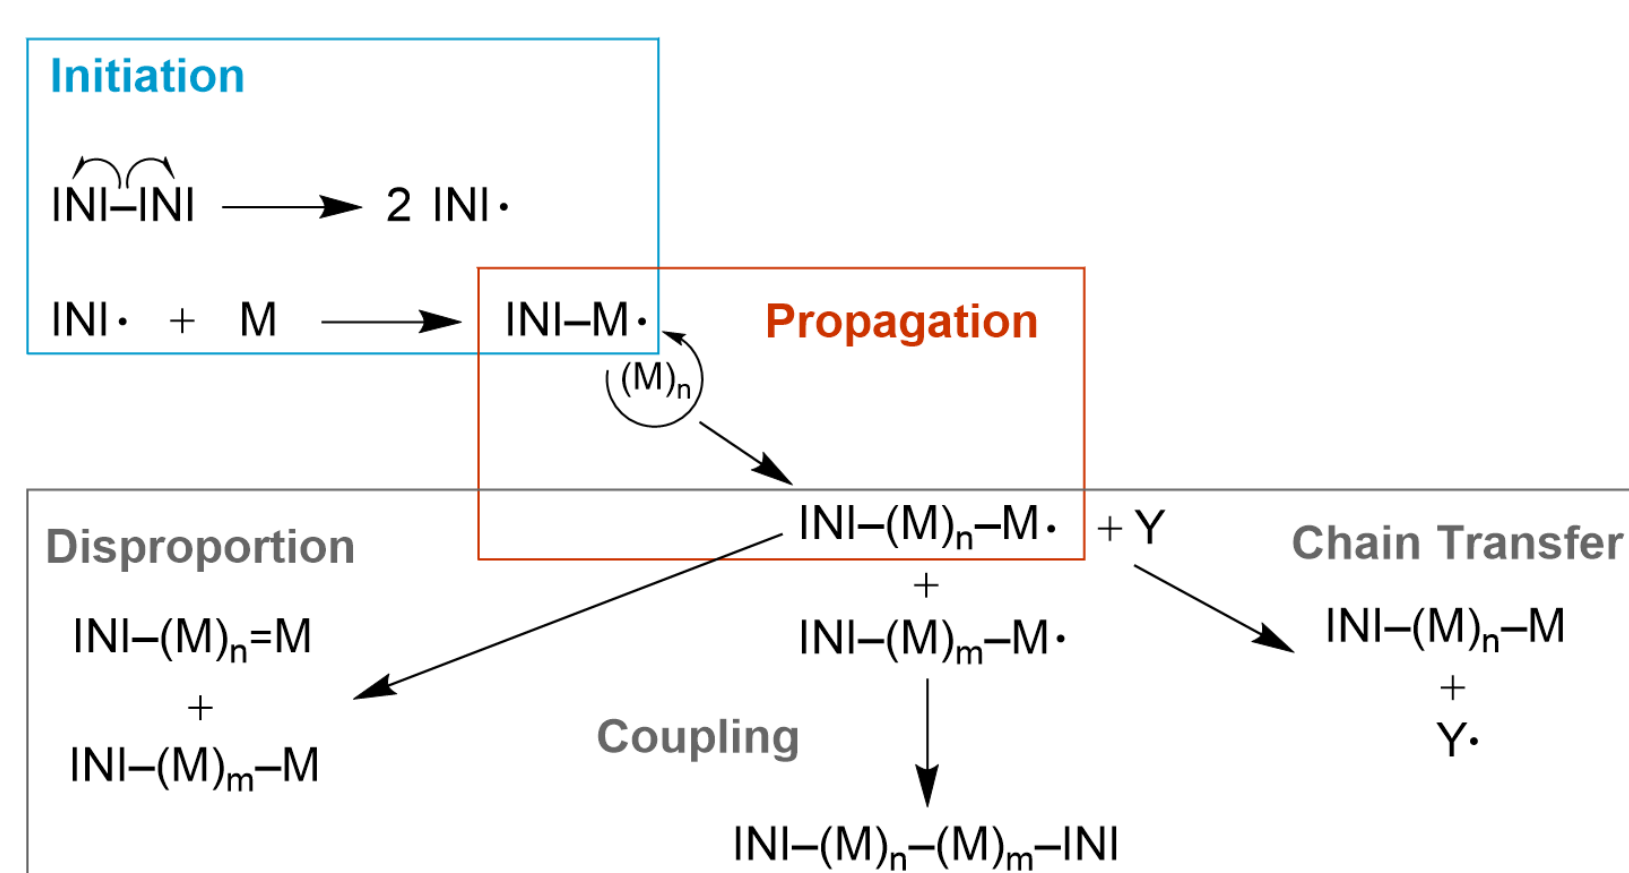 Initiation
INI–INI 2 INI·
INI· + M INI–M·
Propagation
(M)n
INI–(M)n–M· + Y
Disproportion
Chain Transfer
+
INI–(M)n=M
INI–(M)m–M·
INI–(M)n–M
+
+
Coupling
Y·
INI–(M)m–M
INI–(M)n–(M)m–INI